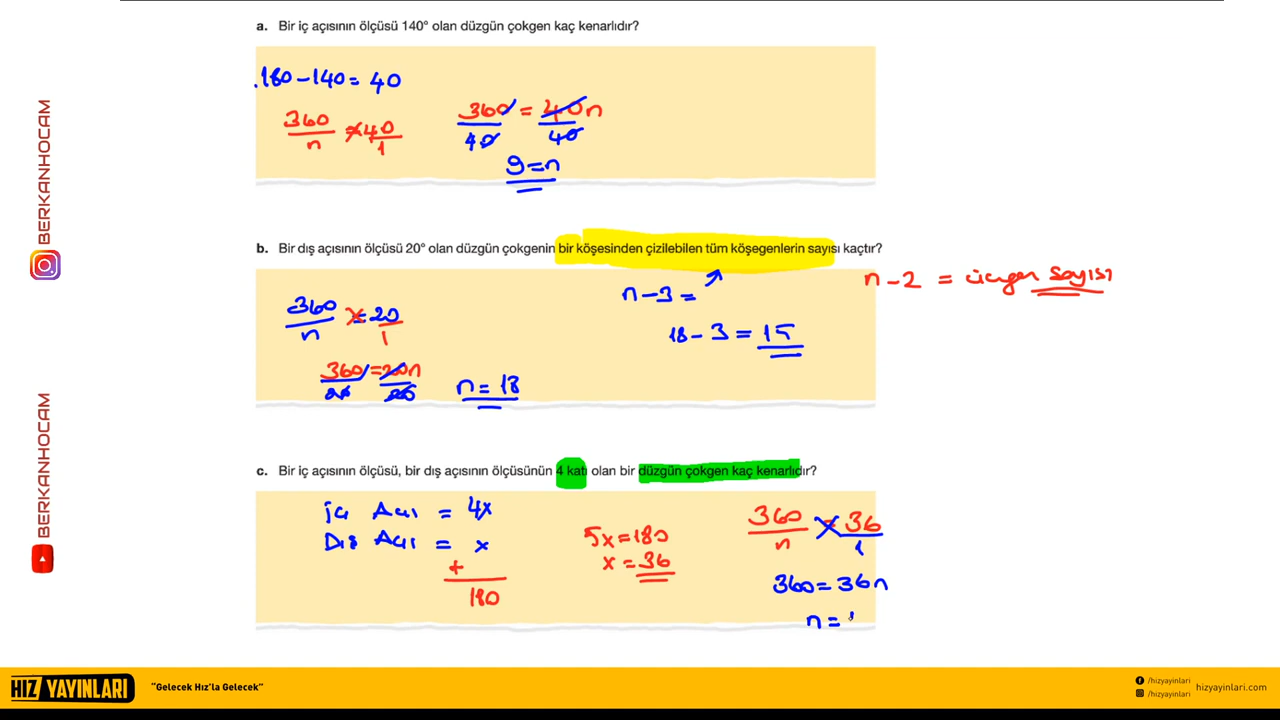 a. Bir iç açısının ölçüsü 140° olan düzgün çokgen kaç kenarlıdır?
180 - 140 = 40
360/n = 40/1
360/40 = 40n/40
9 = n
b. Bir dış açısının ölçüsü 20° olan düzgün çokgenin bir köşesinden çizilebilen tüm köşegenlerin sayısı kaçtır?
n - 2 = üçgen sayısı
n - 3 =
360/n = 20/1
18 - 3 = 15
360/20 = 20n/20
n = 18
c. Bir iç açısının ölçüsü, bir dış açısının ölçüsünün 4 katı olan bir düzgün çokgen kaç kenarlıdır?
İç Açı = 4x
Dış Açı = x
+
180
5x = 180
x = 36
360/n = 36/1
360 = 36n
n =
BERKANHOCAM
BERKANHOCAM
HIZ YAYINLARI
"Gelecek Hız'la Gelecek"
/hizyayinlari
/hizyayinlari
hizyayinlari.com